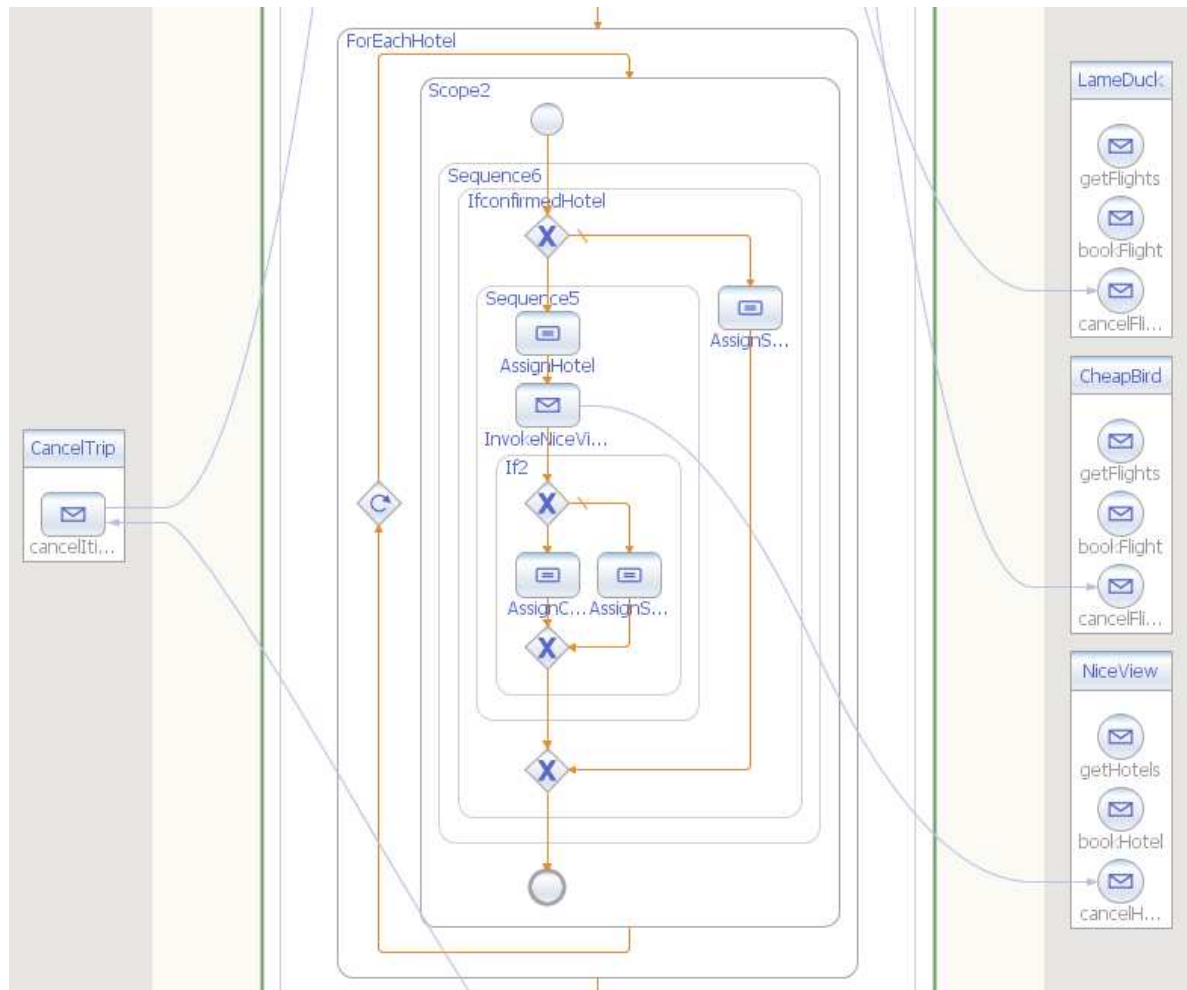 ForEachHotel
Scope2
Sequence6
IfconfirmedHotel
Sequence5
AssignHotel
AssignS...
InvokeNiceVi...
If2
AssignC...
AssignS...
CancelTrip
cancelIti...
LameDuck
getFlights
bookFlight
cancelFli...
CheapBird
getFlights
bookFlight
cancelFli...
NiceView
getHotels
bookHotel
cancelH...